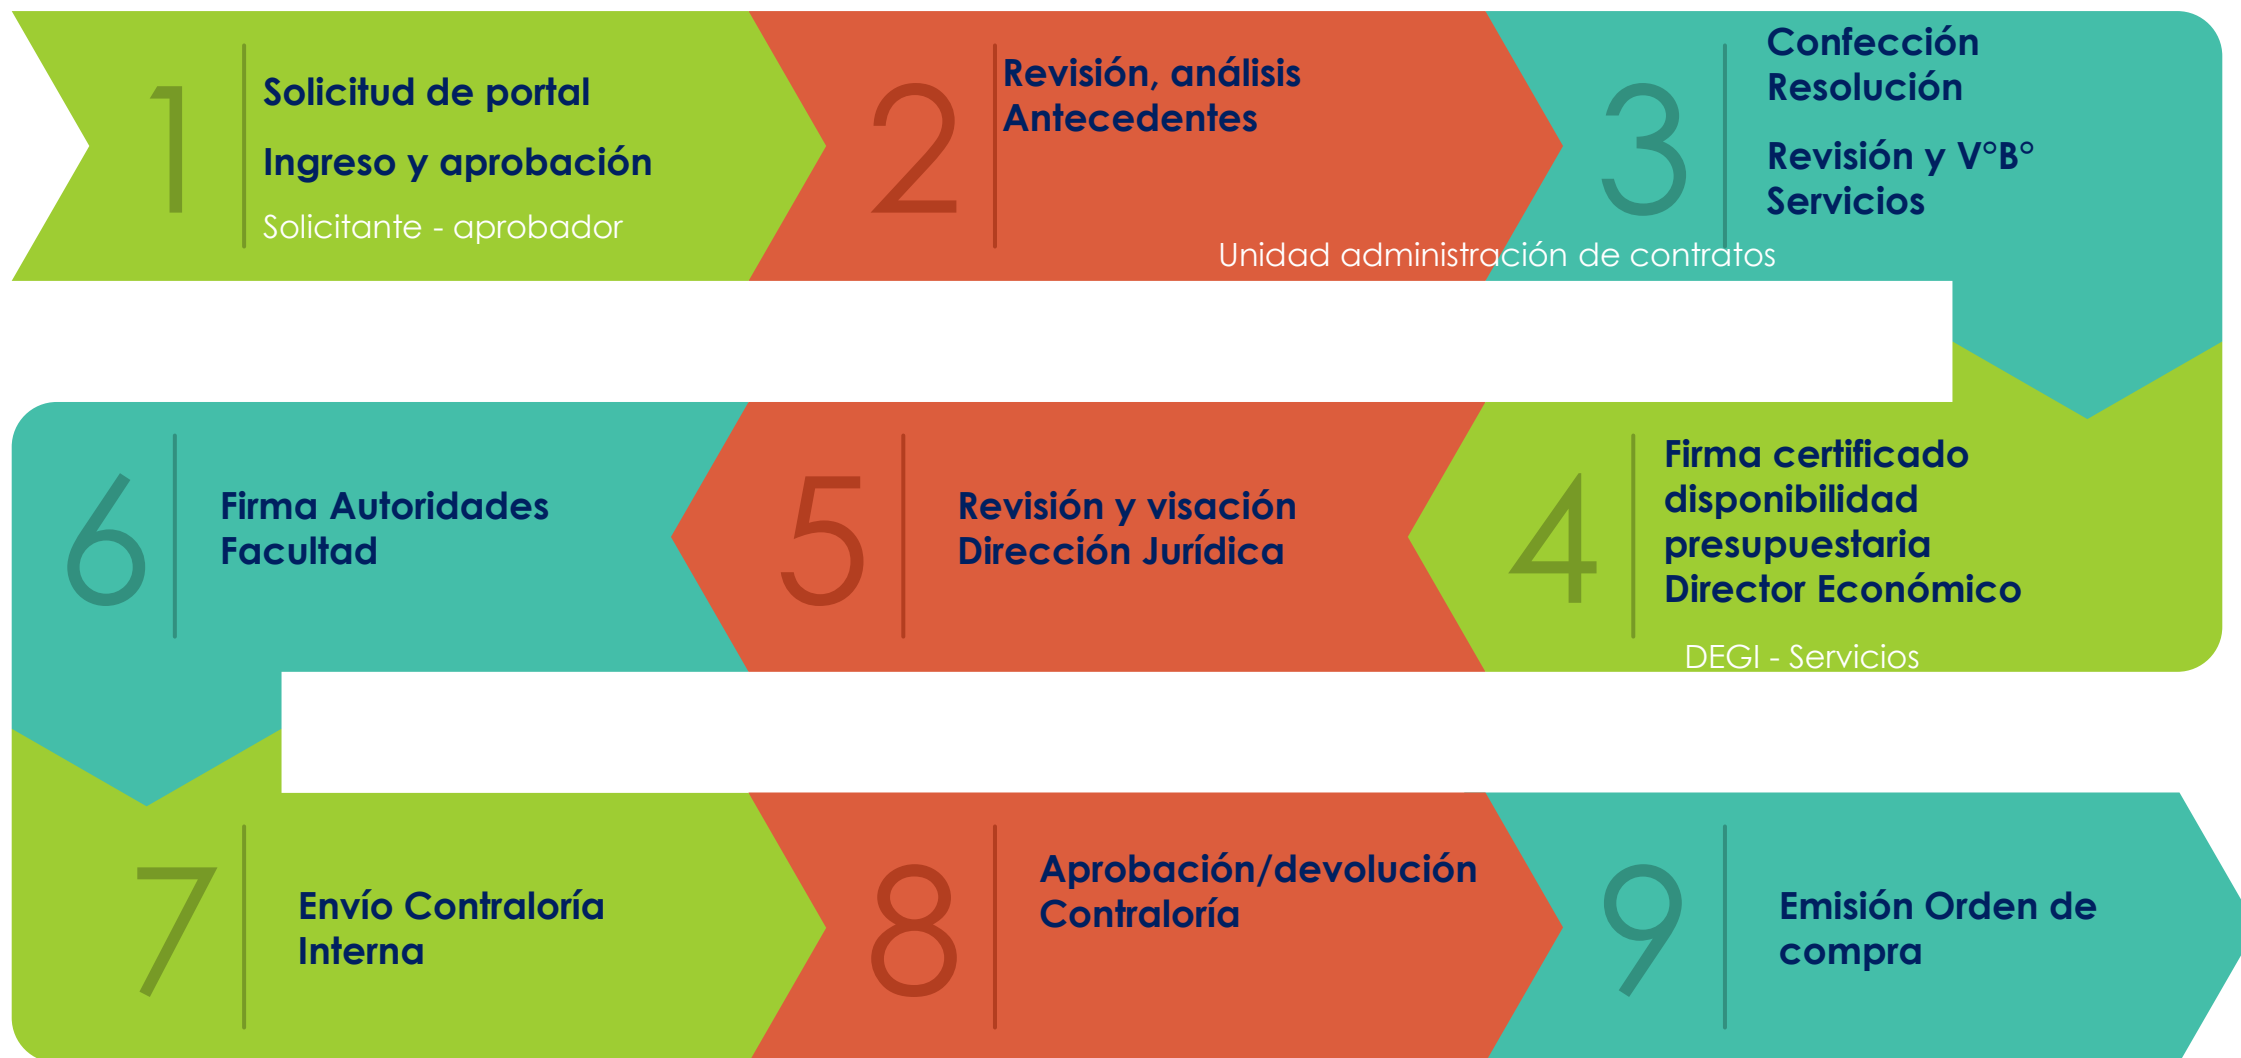 1
Solicitud de portal
Ingreso y aprobación
Solicitante - aprobador
2
Revisión, análisis
Antecedentes
3
Confección
Resolución
Revisión y V°B°
Servicios
Unidad administración de contratos
4
Firma certificado
disponibilidad
presupuestaria
Director Económico
DEGI - Servicios
5
Revisión y visación
Dirección Jurídica
6
Firma Autoridades
Facultad
7
Envío Contraloría
Interna
8
Aprobación/devolución
Contraloría
9
Emisión Orden de
compra